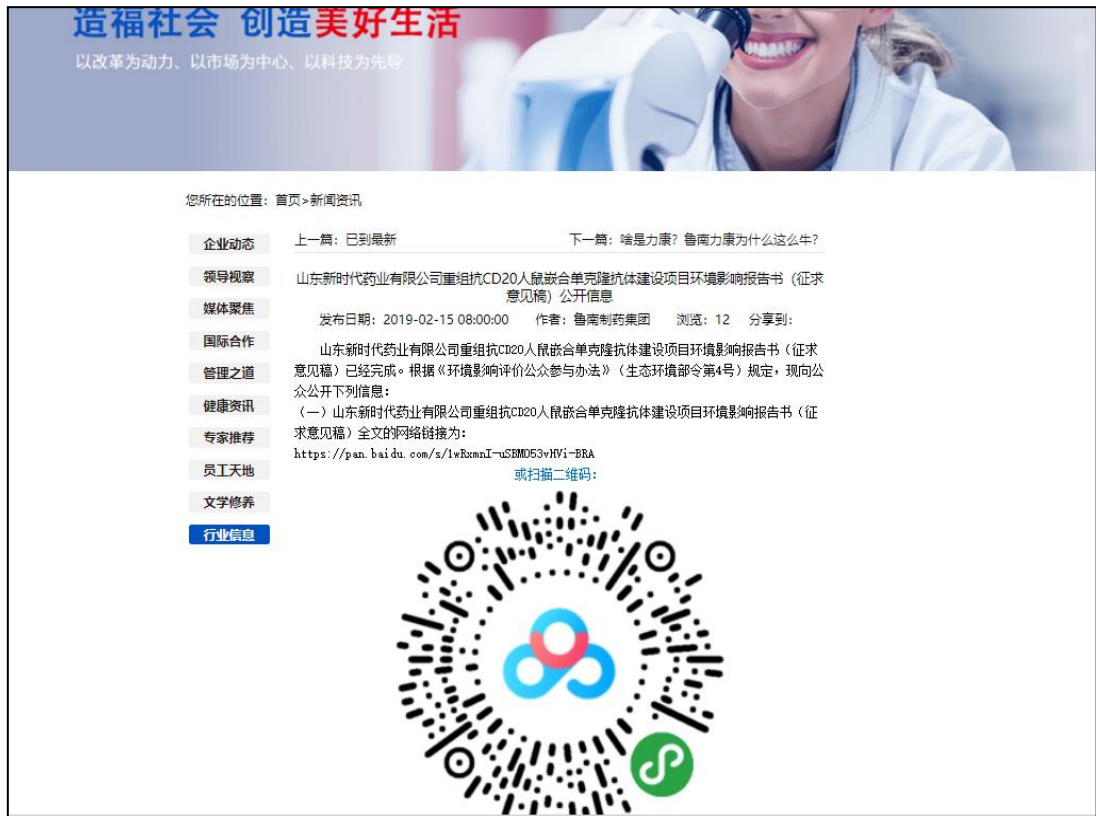 造福社会 创造美好生活
以改革为动力、以市场为中心、以科技为先导
您所在的位置：首页>新闻资讯
企业动态
领导视察
媒体聚焦
国际合作
管理之道
健康资讯
专家推荐
员工天地
文学修养
行业信息
上一篇：已到最新 下一篇：啥是力康？鲁南力康为什么这么牛？
山东新时代药业有限公司重组抗CD20人鼠嵌合单克隆抗体建设项目环境影响报告书（征求
意见稿）公开信息
发布日期：2019-02-15 08:00:00 作者：鲁南制药集团 浏览：12 分享到：
山东新时代药业有限公司重组抗CD20人鼠嵌合单克隆抗体建设项目环境影响报告书（征求
意见稿）已经完成。根据《环境影响评价公众参与办法》（生态环境部令第4号）规定，现向公
众公开下列信息：
（一）山东新时代药业有限公司重组抗CD20人鼠嵌合单克隆抗体建设项目环境影响报告书（征
求意见稿）全文的网络链接为：
https://pan.baidu.com/s/1wRxmnI-uSBMO53vHVi-BRA
或扫描二维码：